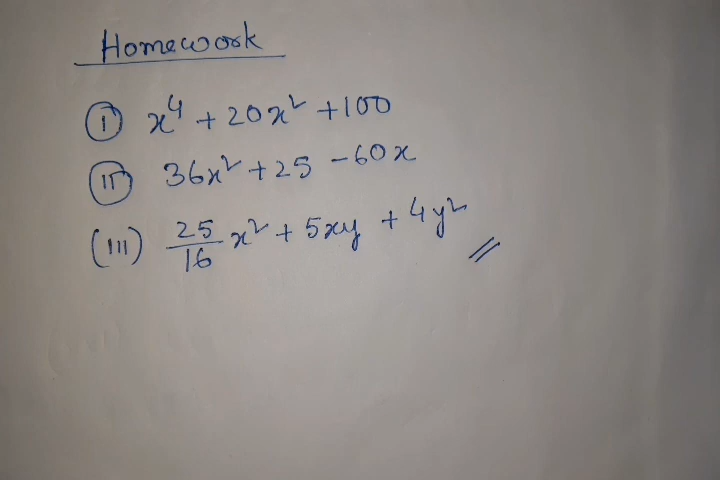 Homework
(i) x⁴ + 20x² + 100
(ii) 36x² + 25 - 60x
(iii) 25/16 x² + 5xy + 4y²